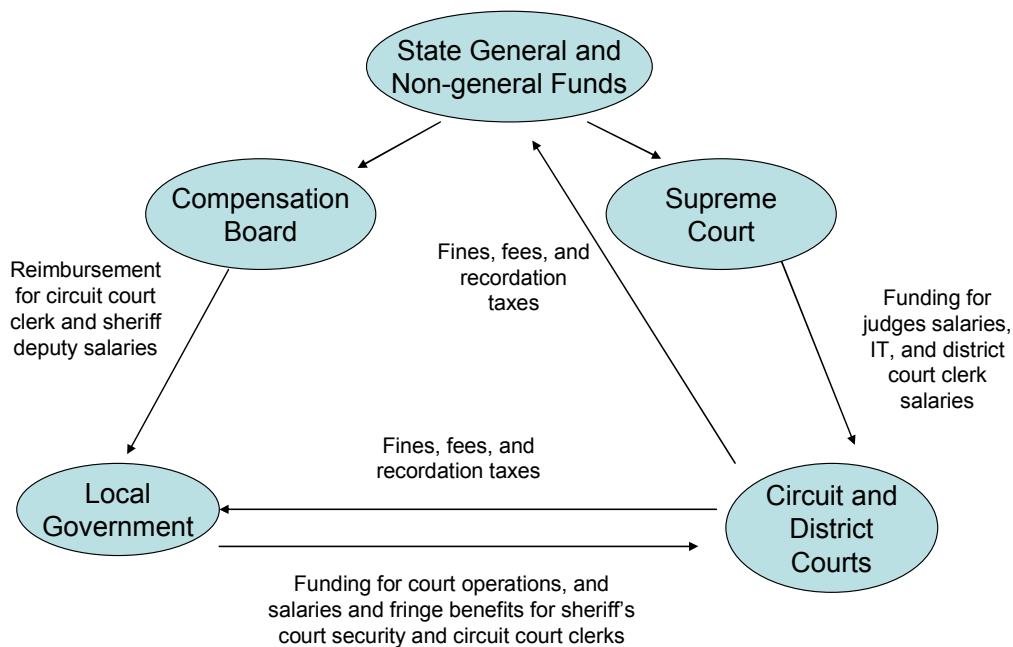 State General and
Non-general Funds
Compensation
Board
Supreme
Court
Fines, fees, and
recordation
taxes
Reimbursement
for circuit court
clerk and sheriff
deputy salaries
Funding for
judges salaries,
IT, and district
court clerk
salaries
Fines, fees, and
recordation taxes
Local
Government
Circuit and
District
Courts
Funding for court operations, and
salaries and fringe benefits for sheriff's
court security and circuit court clerks